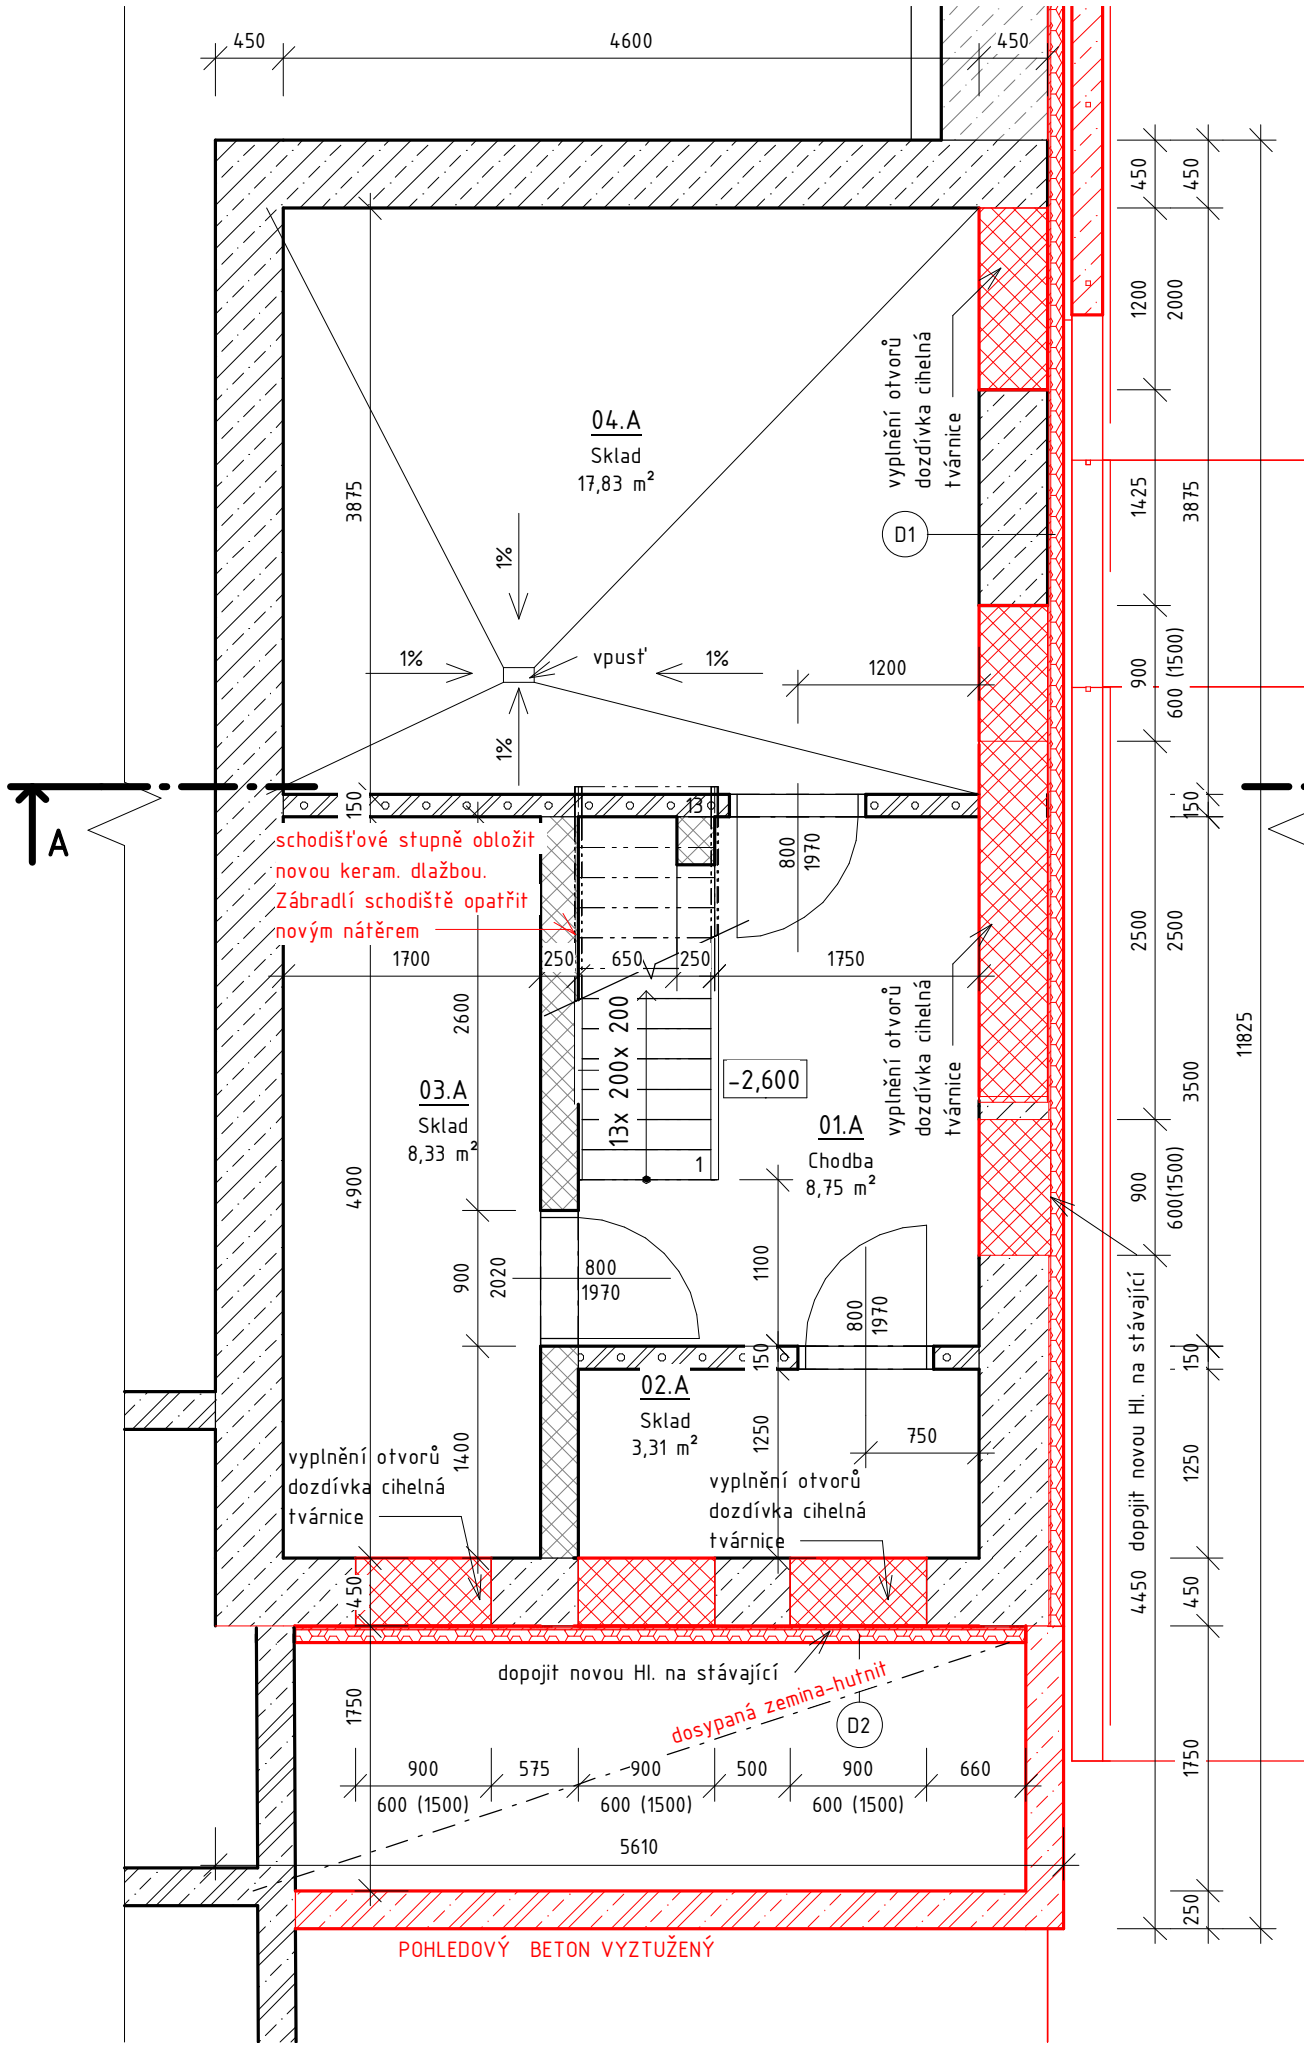 450
4600
450
450
450
1200
2000
vyplnění otvorů
dozdívka cihelná
tvárnice
04.A
Sklad
17,83 m²
3875
1425
3875
D1
1%
1%
vpusť
1%
1%
1200
900
600 (1500)
A
150
13
150
schodišťové stupně obložit
novou keram. dlažbou.
Zábradlí schodiště opatřit
novým nátěrem
800
1970
1700
250
650
250
1750
2500
2500
2600
13x 200x 200
-2,600
vyplnění otvorů
dozdívka cihelná
tvárnice
11825
3500
03.A
Sklad
8,33 m²
01.A
Chodba
8,75 m²
1
4900
900
600(1500)
900
2020
800
1970
1100
800
1970
150
150
dopojit novou HI. na stávající
4450
02.A
Sklad
3,31 m²
1400
1250
750
1250
vyplnění otvorů
dozdívka cihelná
tvárnice
vyplnění otvorů
dozdívka cihelná
tvárnice
450
450
dopojit novou HI. na stávající
dosypaná zemina-hutnit
D2
1750
1750
900
575
900
500
900
660
600 (1500)
600 (1500)
600 (1500)
5610
250
POHLEDOVÝ BETON VYZTUŽENÝ